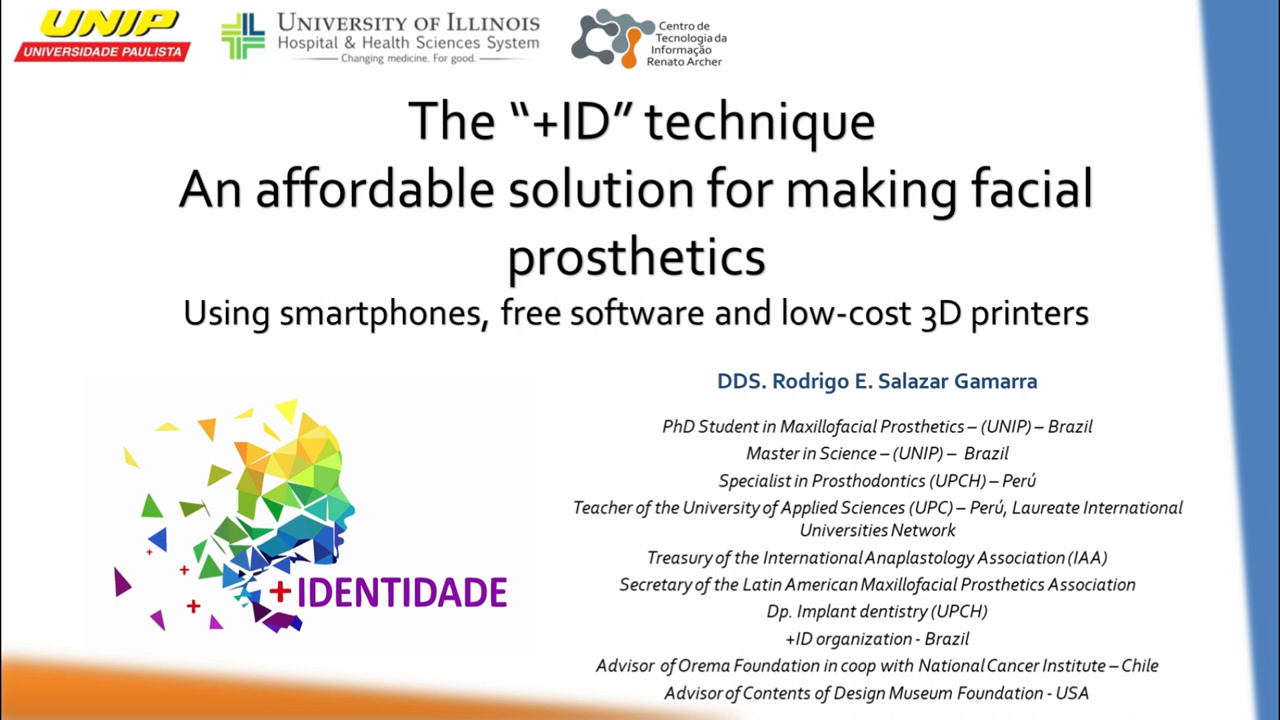 UNIP
UNIVERSIDADE PAULISTA
UNIVERSITY OF ILLINOIS
Hospital & Health Sciences System
Changing medicine. For good.
Centro de
Tecnologia da
Informação
Renato Archer
The “+ID” technique
An affordable solution for making facial
prosthetics
Using smartphones, free software and low-cost 3D printers
DDS. Rodrigo E. Salazar Gamarra
PhD Student in Maxillofacial Prosthetics – (UNIP) – Brazil
Master in Science – (UNIP) – Brazil
Specialist in Prosthodontics (UPCH) – Perú
Teacher of the University of Applied Sciences (UPC) – Perú, Laureate International
Universities Network
Treasury of the International Anaplastology Association (IAA)
Secretary of the Latin American Maxillofacial Prosthetics Association
Dp. Implant dentistry (UPCH)
+ID organization - Brazil
Advisor of Orema Foundation in coop with National Cancer Institute – Chile
Advisor of Contents of Design Museum Foundation - USA
+IDENTIDADE